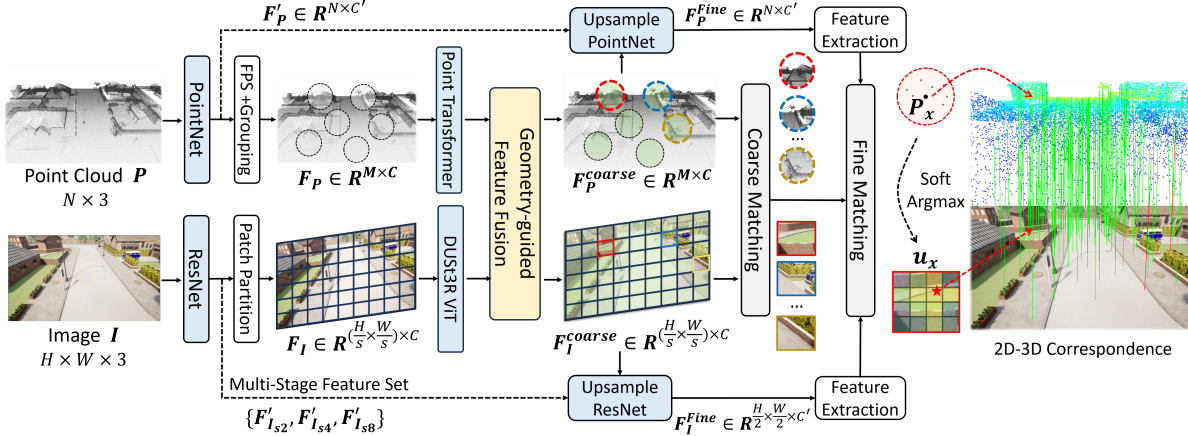 F'_P ∈ R^{N×C'}
Upsample
PointNet
F_P^{Fine} ∈ R^{N×C'}
Feature
Extraction
PointNet
FPS +Grouping
Point Transformer
Geometry-guided
Feature Fusion
Coarse Matching
Fine Matching
...
P_x
Point Cloud P
N × 3
F_P ∈ R^{M×C}
F_P^{coarse} ∈ R^{M×C}
Soft
Argmax
u_x
ResNet
Patch Partition
DUSt3R ViT
...
Image I
H × W × 3
F_I ∈ R^{(H/S × W/S)×C}
F_I^{coarse} ∈ R^{(H/S × W/S)×C}
2D-3D Correspondence
Multi-Stage Feature Set
{F'_{I_{s2}}, F'_{I_{s4}}, F'_{I_{s8}}}
Upsample
ResNet
F_I^{Fine} ∈ R^{H/2 × W/2 × C'}
Feature
Extraction